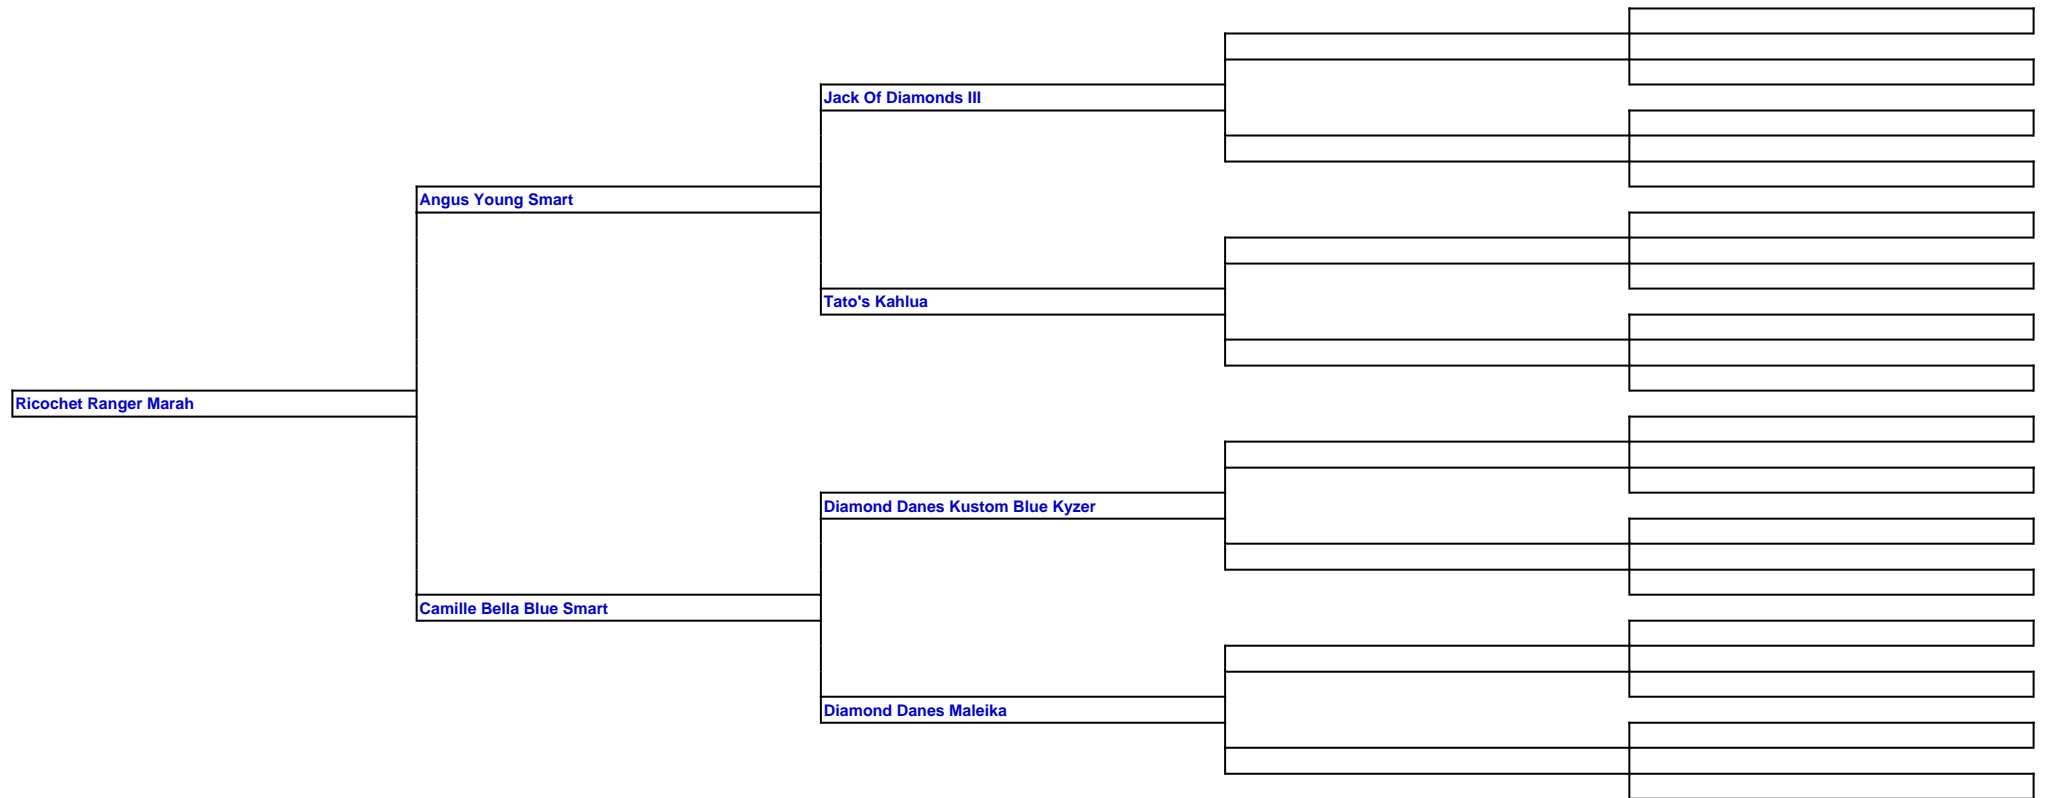 Jack Of Diamonds III
Angus Young Smart
Tato's Kahlua
Ricochet Ranger Marah
Diamond Danes Kustom Blue Kyzer
Camille Bella Blue Smart
Diamond Danes Maleika